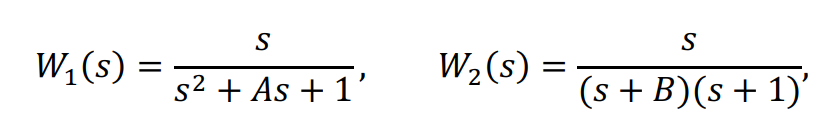 W₁(s) = s / (s² + As + 1), W₂(s) = s / ((s + B)(s + 1)),